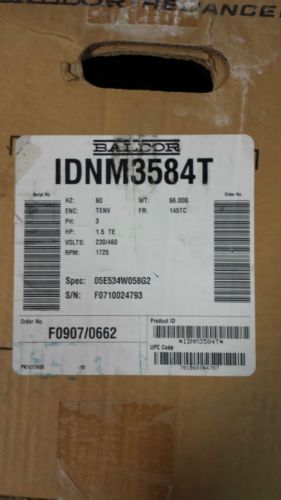 BALDOR RELIANCE
BALDOR
IDNM3584T
Serial No.
Order No.
HZ: 60 WT: 66.000
ENC: TENV FR: 145TC
PH: 3
HP: 1.5 TE
VOLTS: 230/460
RPM: 1725
Spec: 05E534W058G2
S/N: F0710024793
Order No.
F0907/0662
Product ID
*IDNM3584T*
UPC Code